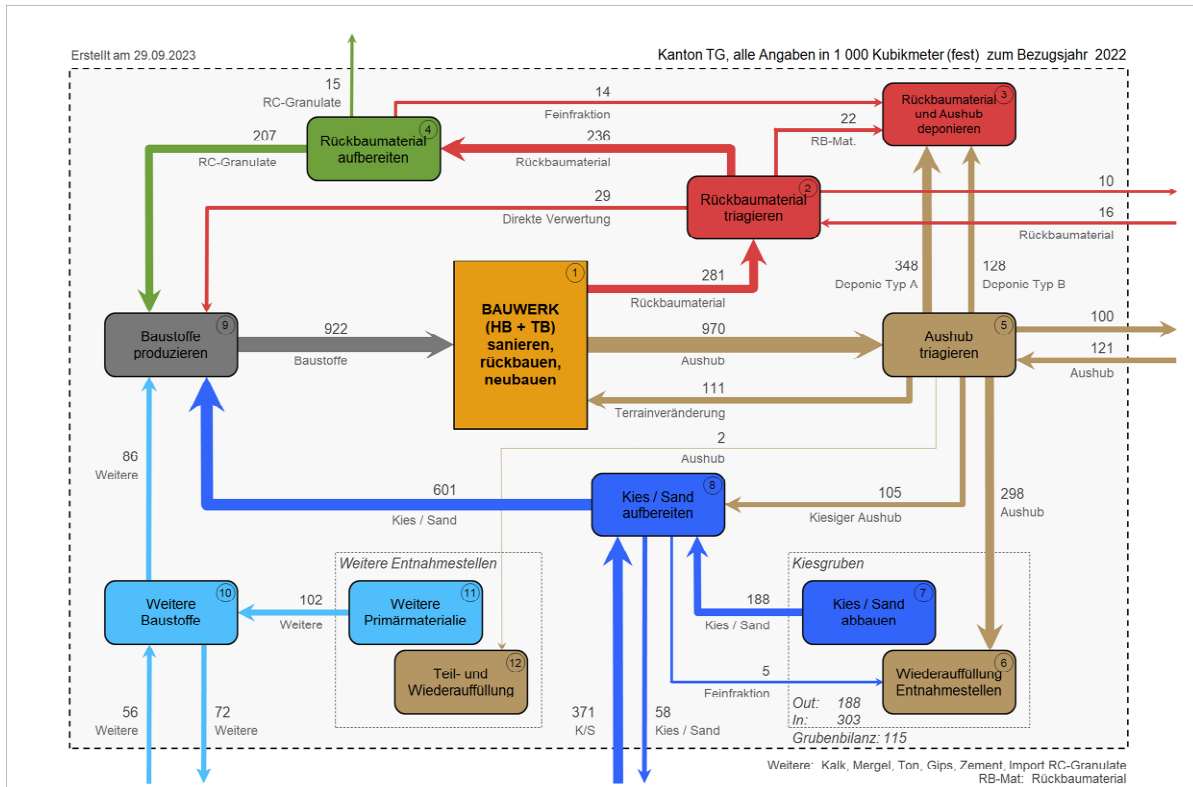 Erstellt am 29.09.2023
Kanton TG, alle Angaben in 1 000 Kubikmeter (fest) zum Bezugsjahr 2022
15
RC-Granulate
14
Feinfraktion
3
Rückbaumaterial
und Aushub
deponieren
207
RC-Granulate
4
Rückbaumaterial
aufbereiten
236
Rückbaumaterial
22
RB-Mat.
29
Direkte Verwertung
2
Rückbaumaterial
triagieren
10
16
Rückbaumaterial
1
BAUWERK
(HB + TB)
sanieren,
rückbauen,
neubauen
281
Rückbaumaterial
348
Deponie Typ A
128
Deponie Typ B
9
Baustoffe
produzieren
922
Baustoffe
970
Aushub
5
Aushub
triagieren
100
121
Aushub
111
Terrainveränderung
2
Aushub
86
Weitere
601
Kies / Sand
8
Kies / Sand
aufbereiten
105
Kiesiger Aushub
298
Aushub
Weitere Entnahmestellen
Kiesgruben
10
Weitere
Baustoffe
102
Weitere
11
Weitere
Primärmaterialie
188
Kies / Sand
7
Kies / Sand
abbauen
12
Teil- und
Wiederauffüllung
5
Feinfraktion
6
Wiederauffüllung
Entnahmestellen
56
Weitere
72
Weitere
371
K/S
58
Kies / Sand
Out: 188
In: 303
Grubenbilanz: 115
Weitere: Kalk, Mergel, Ton, Gips, Zement, Import RC-Granulate
RB-Mat: Rückbaumaterial